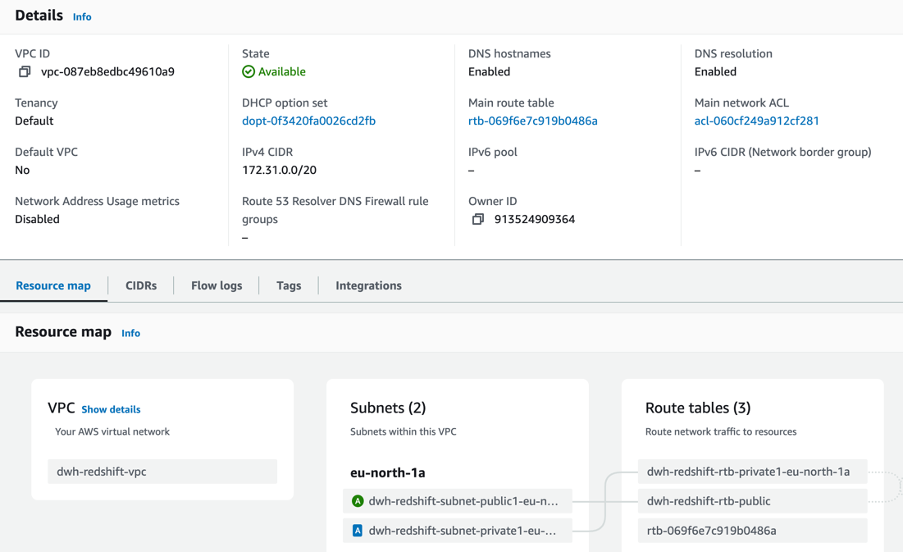 Details Info
VPC ID
vpc-087eb8edbc49610a9
State
Available
DNS hostnames
Enabled
DNS resolution
Enabled
Tenancy
Default
DHCP option set
dopt-0f3420fa0026cd2fb
Main route table
rtb-069f6e7c919b0486a
Main network ACL
acl-060cf249a912cf281
Default VPC
No
IPv4 CIDR
172.31.0.0/20
IPv6 pool
–
IPv6 CIDR (Network border group)
–
Network Address Usage metrics
Disabled
Route 53 Resolver DNS Firewall rule
groups
–
Owner ID
913524909364
Resource map
CIDRs
Flow logs
Tags
Integrations
Resource map Info
VPC Show details
Your AWS virtual network
dwh-redshift-vpc
Subnets (2)
Subnets within this VPC
eu-north-1a
A dwh-redshift-subnet-public1-eu-n...
A dwh-redshift-subnet-private1-eu-...
Route tables (3)
Route network traffic to resources
dwh-redshift-rtb-private1-eu-north-1a
dwh-redshift-rtb-public
rtb-069f6e7c919b0486a